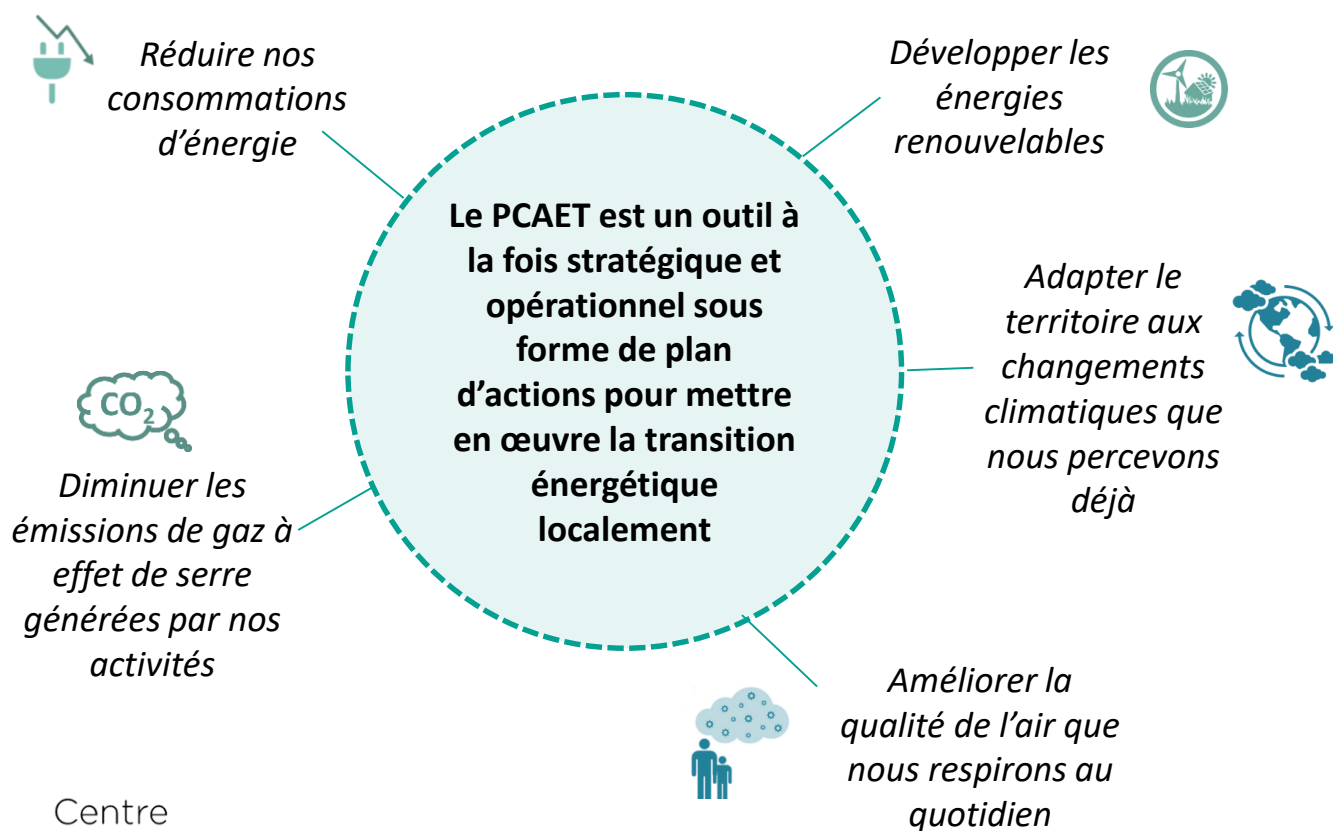 Réduire nos
consommations
d’énergie
Développer les
énergies
renouvelables
Le PCAET est un outil à
la fois stratégique et
opérationnel sous
forme de plan
d’actions pour mettre
en œuvre la transition
énergétique
localement
Adapter le
territoire aux
changements
climatiques que
nous percevons
déjà
CO2
Diminuer les
émissions de gaz à
effet de serre
générées par nos
activités
Améliorer la
qualité de l’air que
nous respirons au
quotidien
Centre